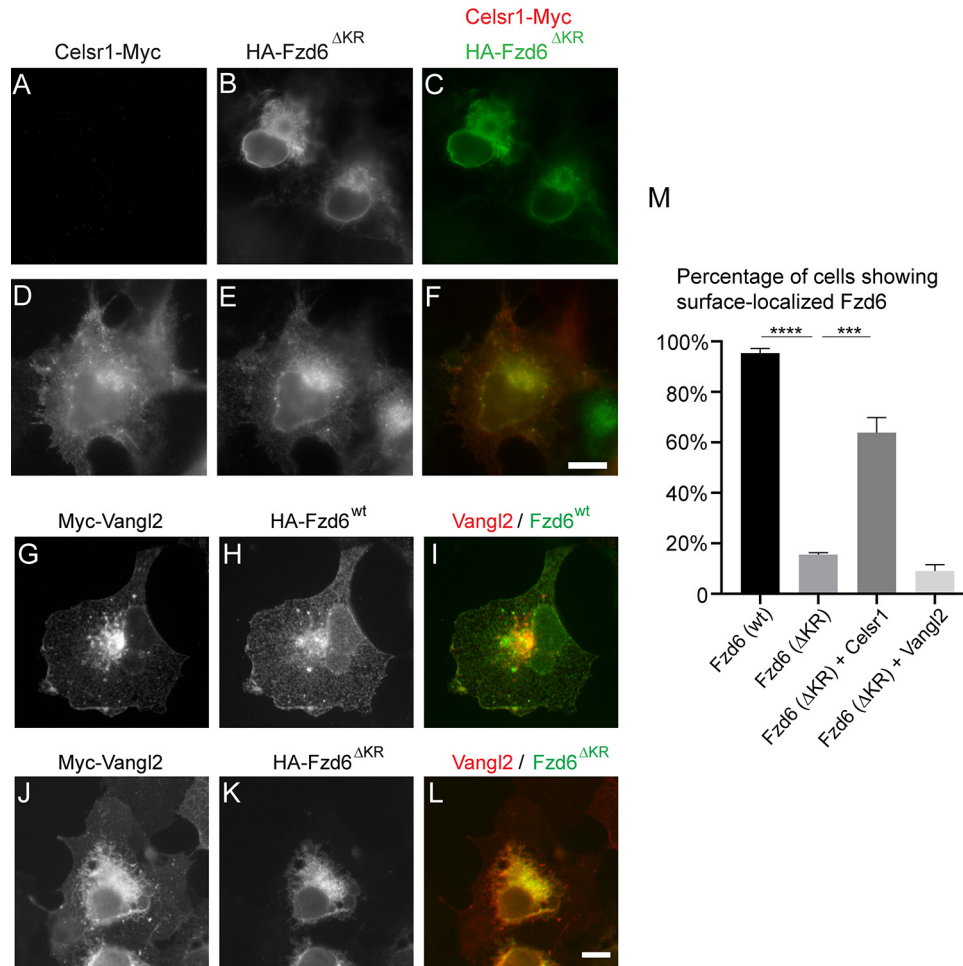 Celsr1-Myc
Celsr1-Myc
HA-Fzd6ΔKR
HA-Fzd6ΔKR
A
B
C
D
E
F
Myc-Vangl2
HA-Fzd6wt
Vangl2 / Fzd6wt
G
H
I
Myc-Vangl2
HA-Fzd6ΔKR
Vangl2 / Fzd6ΔKR
J
K
L
M
Percentage of cells showing
surface-localized Fzd6
**** ***
100%
80%
60%
40%
20%
0
Fzd6 (wt)
Fzd6 (ΔKR)
Fzd6 (ΔKR) + Celsr1
Fzd6 (ΔKR) + Vangl2